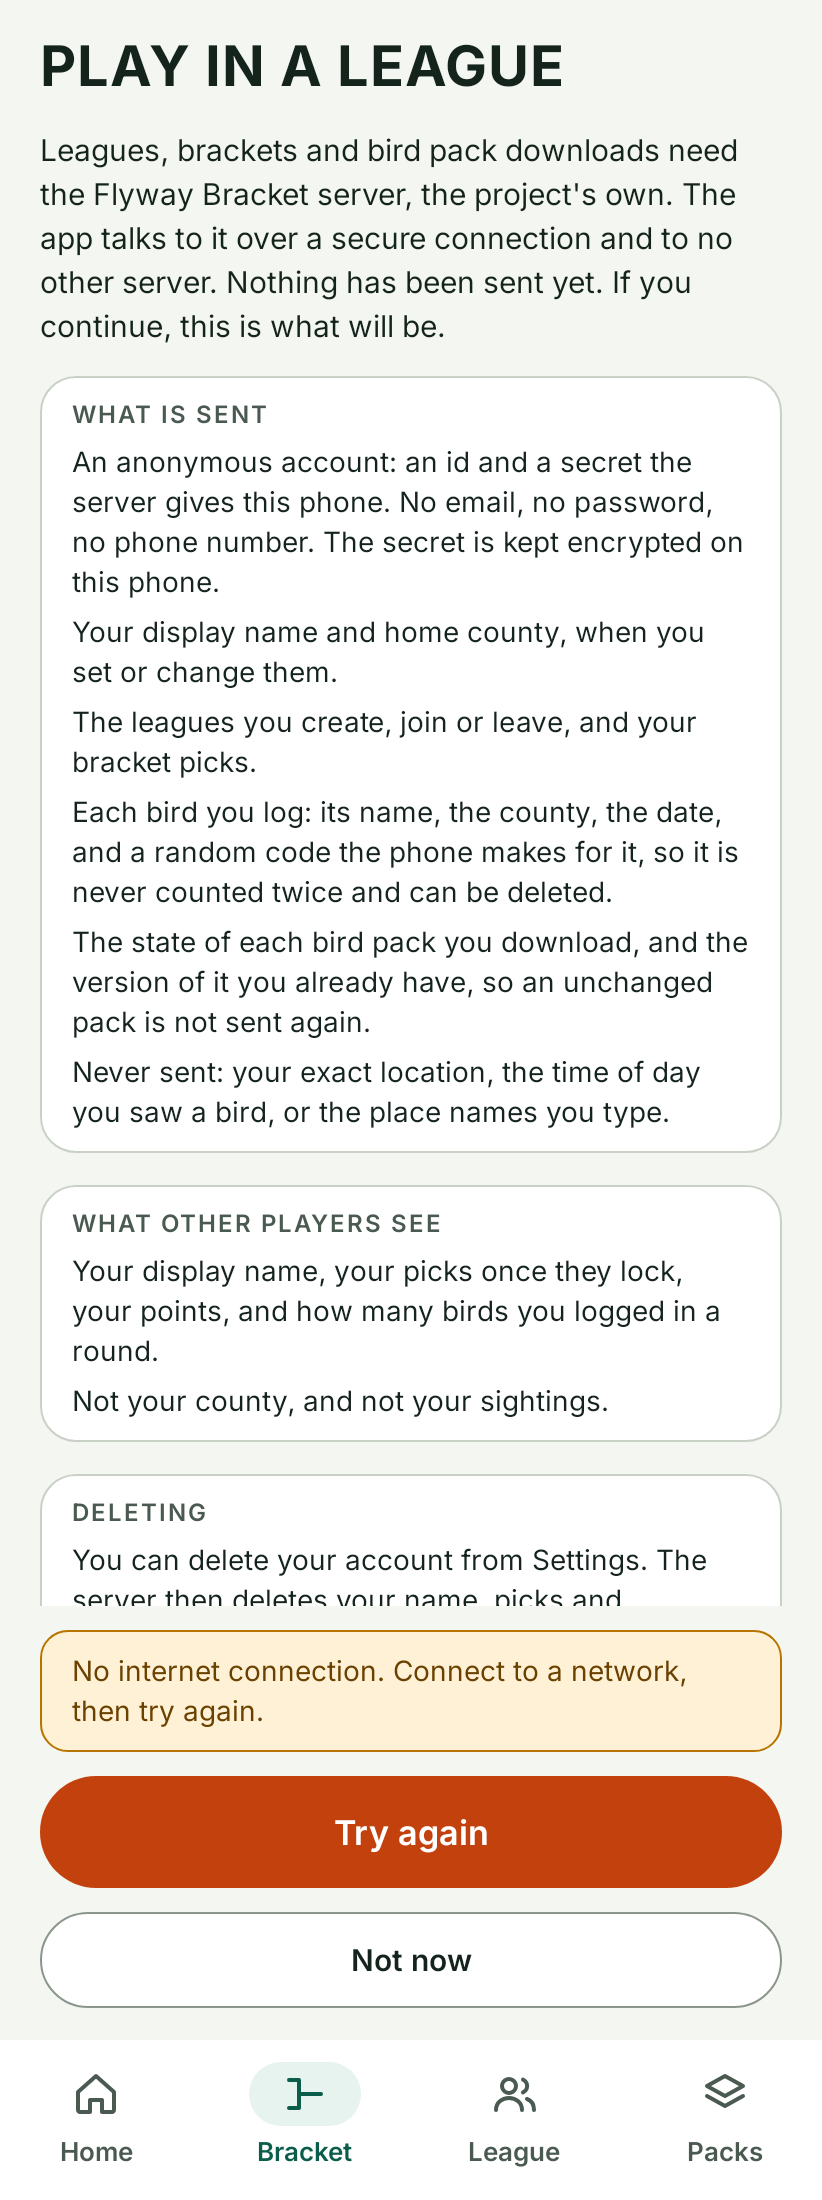 PLAY IN A LEAGUE
Leagues, brackets and bird pack downloads need
the Flyway Bracket server, the project's own. The
app talks to it over a secure connection and to no
other server. Nothing has been sent yet. If you
continue, this is what will be.
WHAT IS SENT
An anonymous account: an id and a secret the
server gives this phone. No email, no password,
no phone number. The secret is kept encrypted on
this phone.
Your display name and home county, when you
set or change them.
The leagues you create, join or leave, and your
bracket picks.
Each bird you log: its name, the county, the date,
and a random code the phone makes for it, so it is
never counted twice and can be deleted.
The state of each bird pack you download, and the
version of it you already have, so an unchanged
pack is not sent again.
Never sent: your exact location, the time of day
you saw a bird, or the place names you type.
WHAT OTHER PLAYERS SEE
Your display name, your picks once they lock,
your points, and how many birds you logged in a
round.
Not your county, and not your sightings.
DELETING
You can delete your account from Settings. The
server then deletes your name, picks and
No internet connection. Connect to a network,
then try again.
Try again
Not now
Home
Bracket
League
Packs